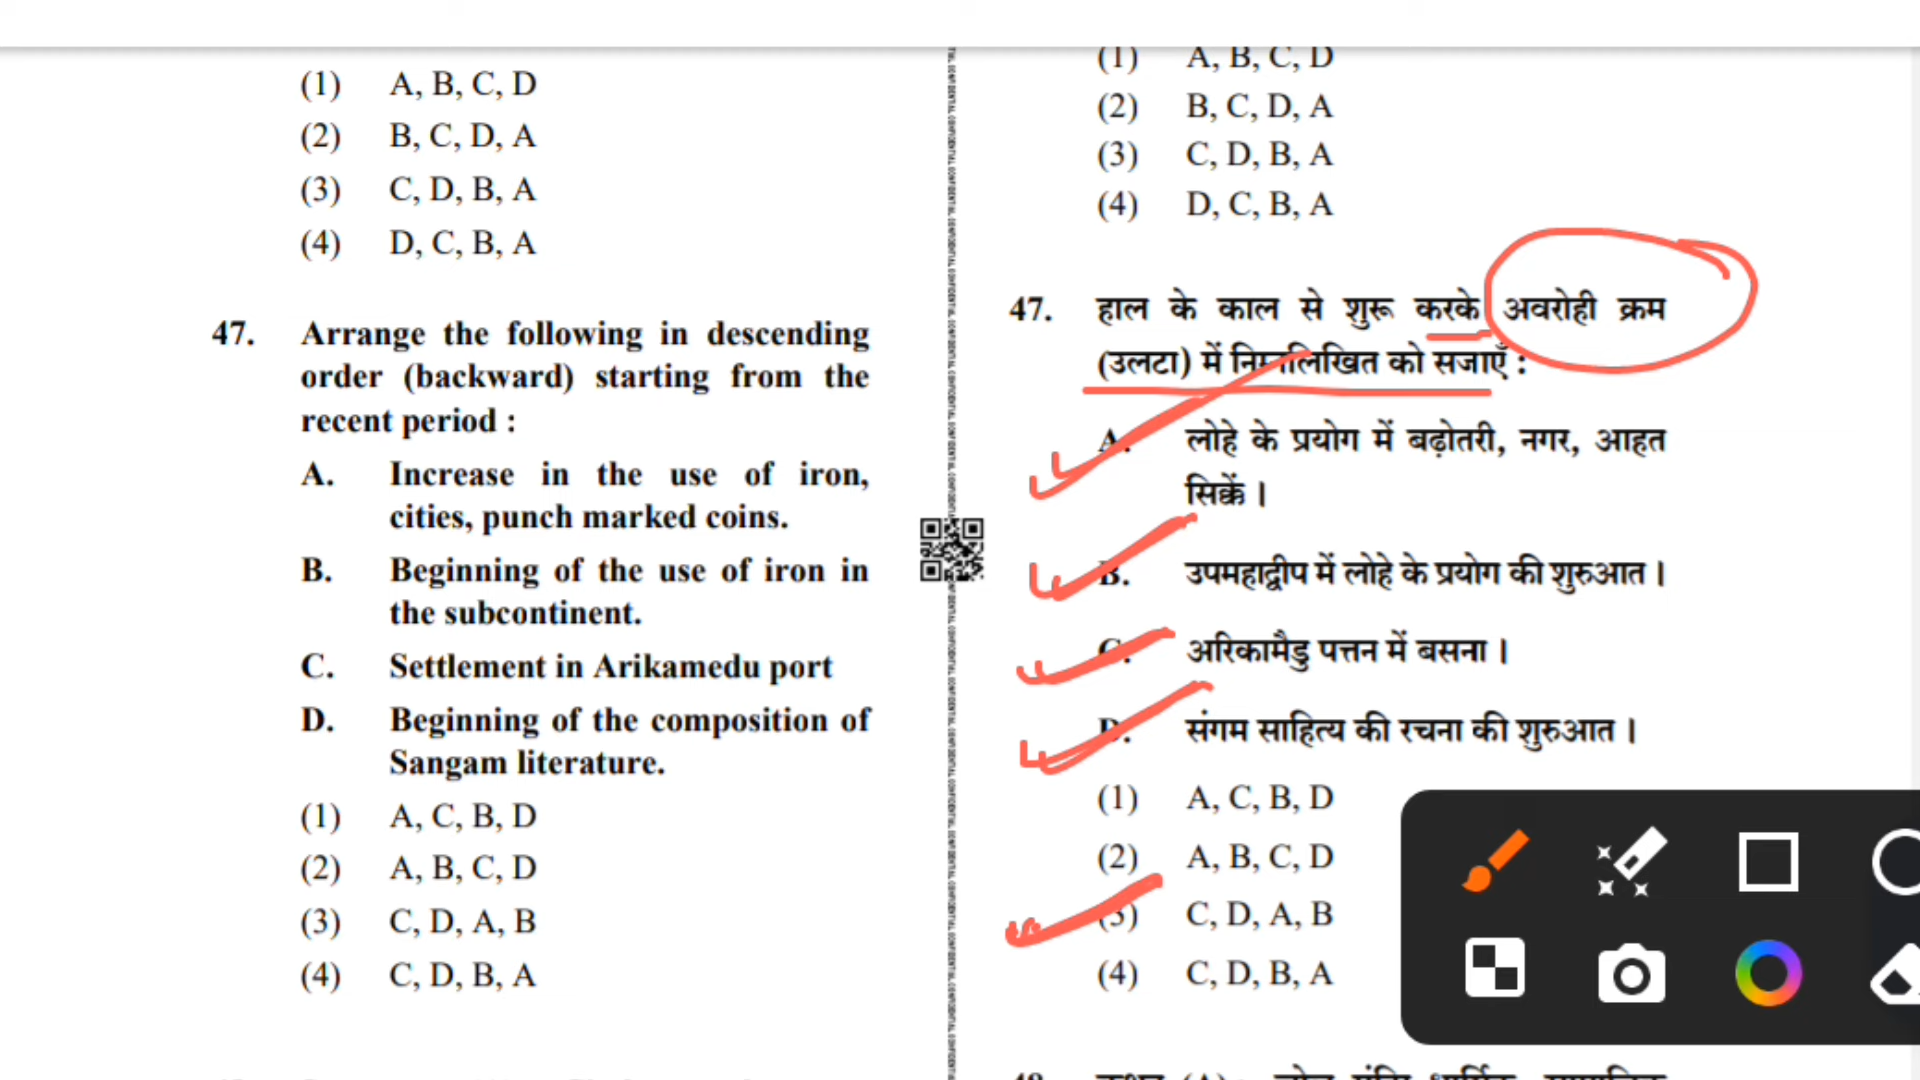 (1) A, B, C, D
(2) B, C, D, A
(3) C, D, B, A
(4) D, C, B, A
47. Arrange the following in descending
order (backward) starting from the
recent period :
A. Increase in the use of iron,
cities, punch marked coins.
B. Beginning of the use of iron in
the subcontinent.
C. Settlement in Arikamedu port
D. Beginning of the composition of
Sangam literature.
(1) A, C, B, D
(2) A, B, C, D
(3) C, D, A, B
(4) C, D, B, A
(1) A, B, C, D
(2) B, C, D, A
(3) C, D, B, A
(4) D, C, B, A
47. हाल के काल से शुरू करके अवरोही क्रम
(उलटा) में निम्नलिखित को सजाएँ :
A. लोहे के प्रयोग में बढ़ोतरी, नगर, आहत
सिक्कें ।
B. उपमहाद्वीप में लोहे के प्रयोग की शुरुआत ।
C. अरिकामैडु पत्तन में बसना ।
D. संगम साहित्य की रचना की शुरुआत ।
(1) A, C, B, D
(2) A, B, C, D
(3) C, D, A, B
(4) C, D, B, A